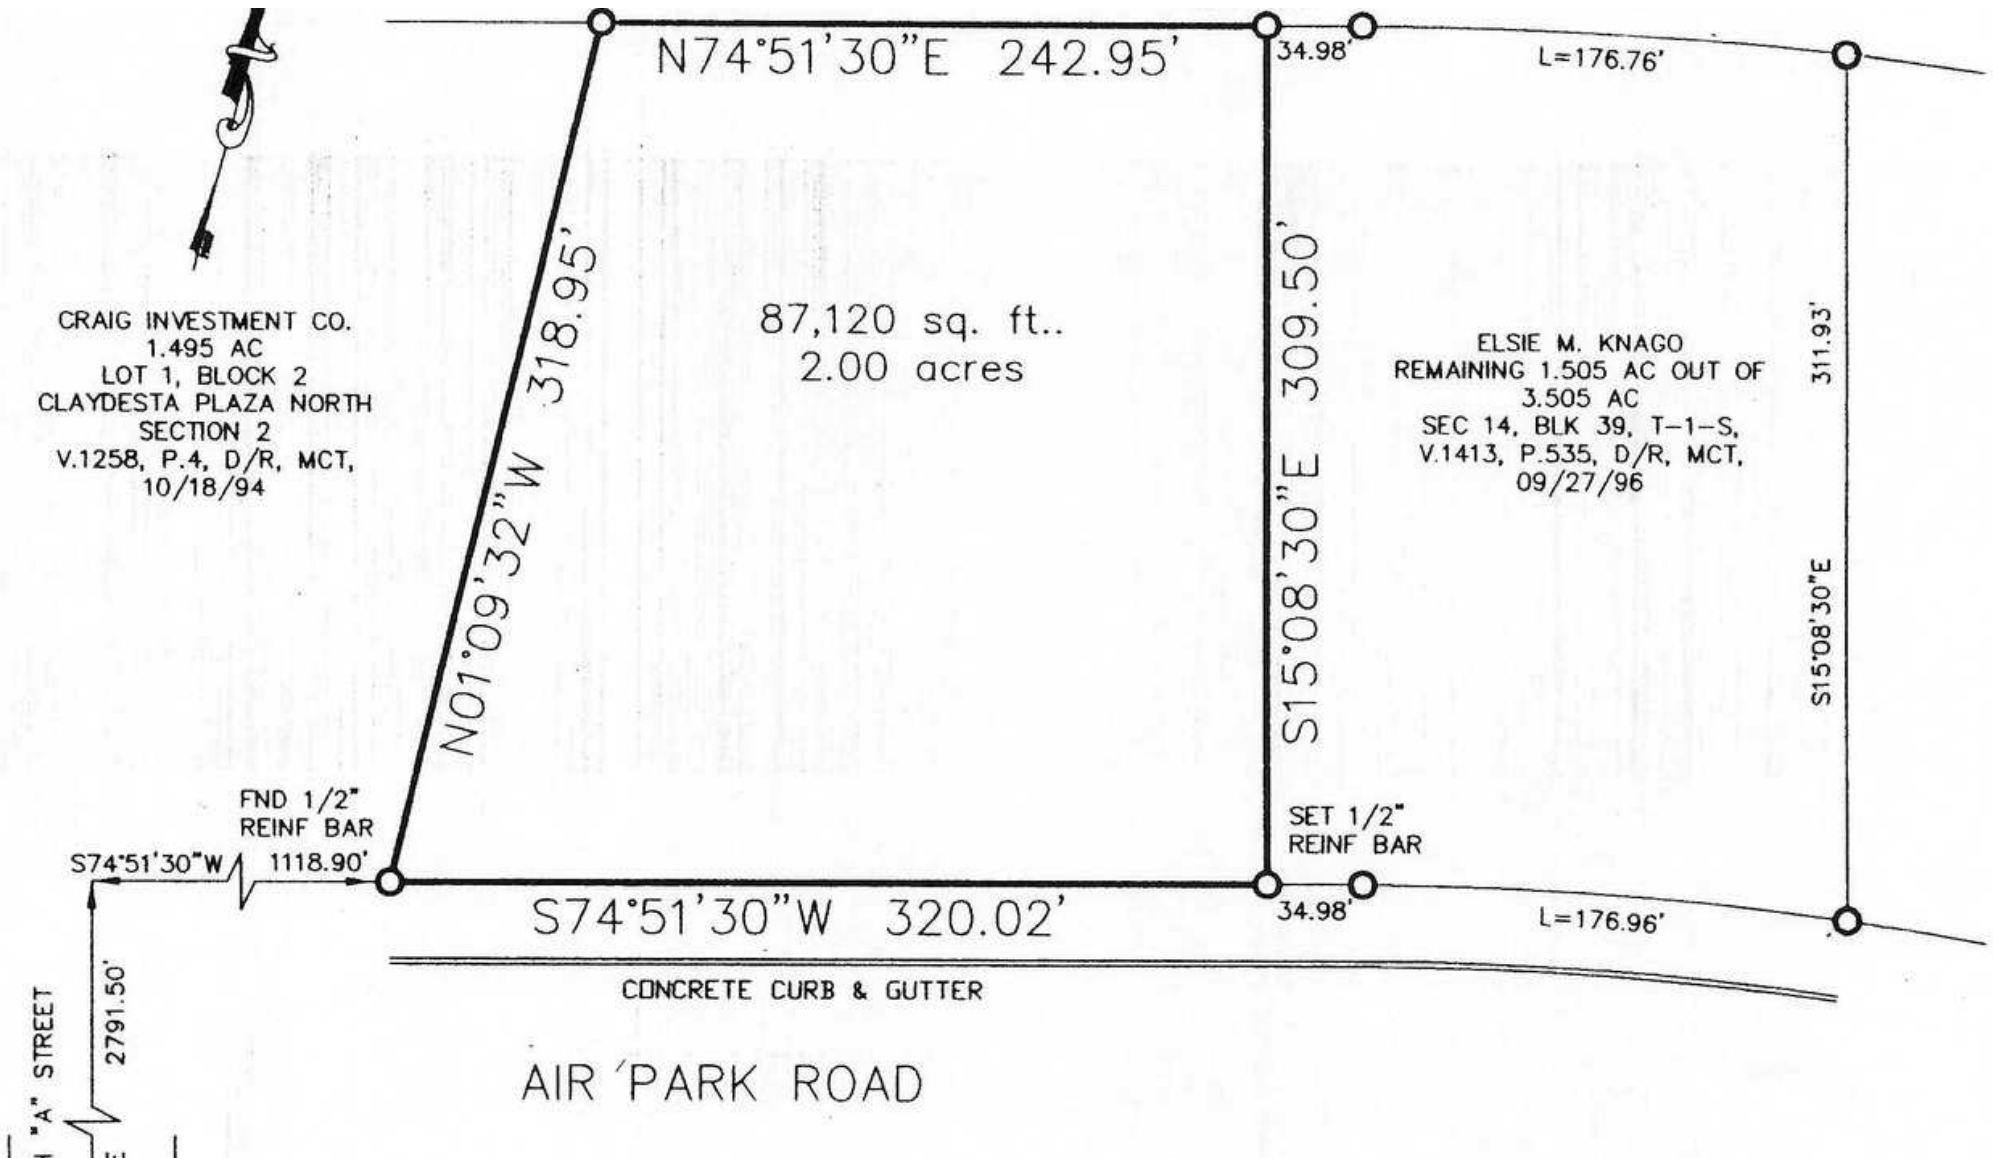 N74°51'30"E 242.95'
34.98'
L=176.76'
N01°09'32"W 318.95'
87,120 sq. ft..
2.00 acres
S15°08'30"E 309.50'
311.93'
S15°08'30"E
CRAIG INVESTMENT CO.
1.495 AC
LOT 1, BLOCK 2
CLAYDESTA PLAZA NORTH
SECTION 2
V.1258, P.4, D/R, MCT,
10/18/94
ELSIE M. KNAGO
REMAINING 1.505 AC OUT OF
3.505 AC
SEC 14, BLK 39, T-1-S,
V.1413, P.535, D/R, MCT,
09/27/96
FND 1/2"
REINF BAR
SET 1/2"
REINF BAR
S74°51'30"W 1118.90'
S74°51'30"W 320.02'
34.98'
L=176.96'
CONCRETE CURB & GUTTER
AIR PARK ROAD
2791.50'
"A" STREET